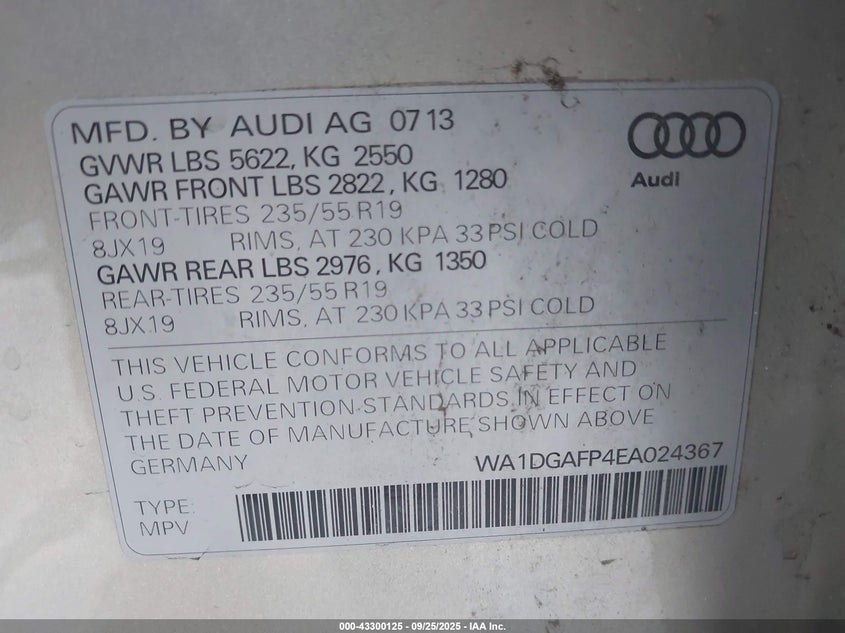 MFD. BY AUDI AG 07 13
GVWR LBS 5622, KG 2550
GAWR FRONT LBS 2822, KG 1280
FRONT-TIRES 235/55 R19
8JX19 RIMS, AT 230 KPA 33 PSI COLD
GAWR REAR LBS 2976, KG 1350
REAR-TIRES 235/55 R19
8JX19 RIMS, AT 230 KPA 33 PSI COLD
Audi
THIS VEHICLE CONFORMS TO ALL APPLICABLE
U.S. FEDERAL MOTOR VEHICLE SAFETY AND
THEFT PREVENTION STANDARDS IN EFFECT ON
THE DATE OF MANUFACTURE SHOWN ABOVE
GERMANY WA1DGAFP4EA024367
TYPE:
MPV
000-43300125 - 09/25/2025 - IAA Inc.